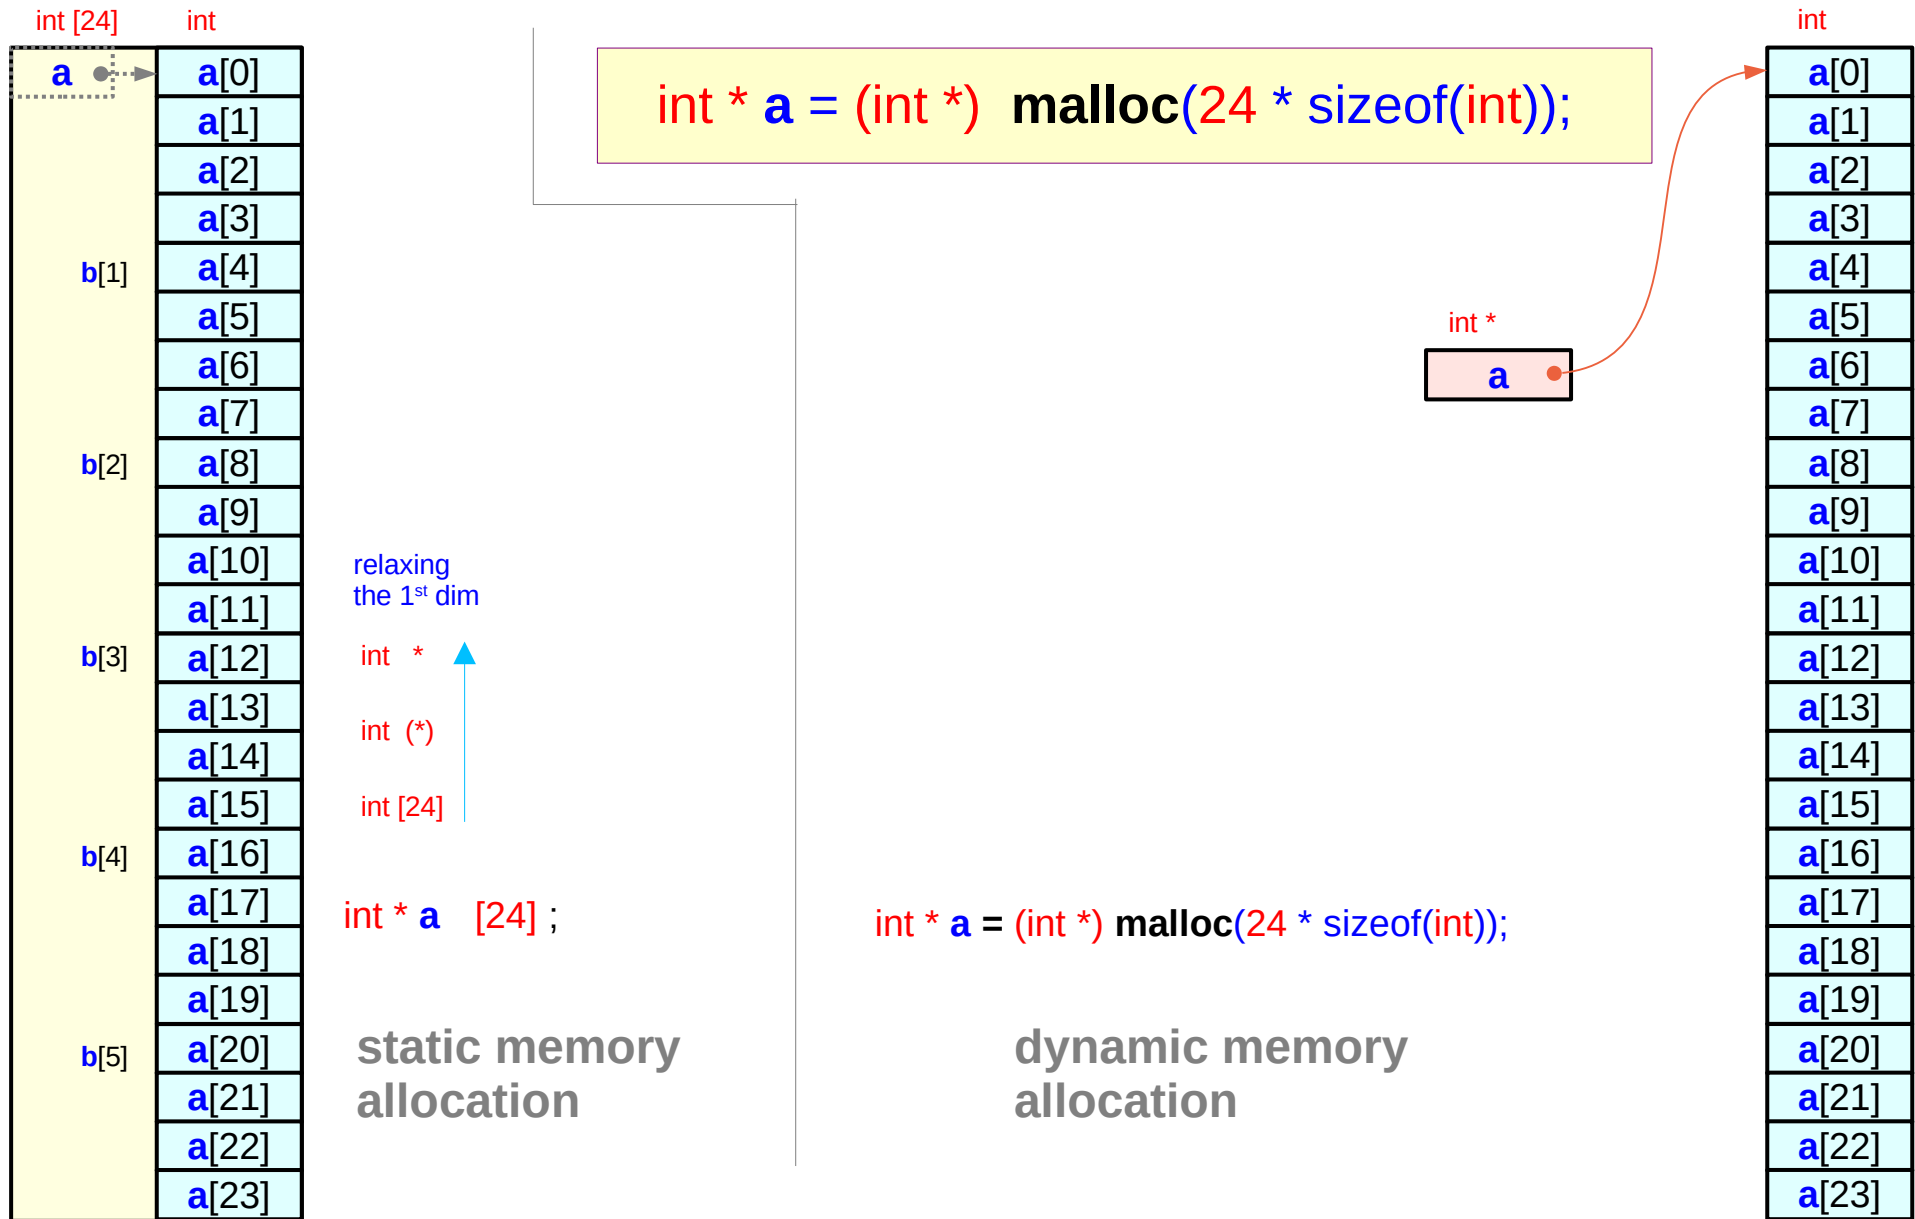 int [24]
int
a
a[0]
a[1]
a[2]
a[3]
a[4]
a[5]
a[6]
a[7]
a[8]
a[9]
a[10]
a[11]
a[12]
a[13]
a[14]
a[15]
a[16]
a[17]
a[18]
a[19]
a[20]
a[21]
a[22]
a[23]
b[1]
b[2]
b[3]
b[4]
b[5]
relaxing
the 1st dim
int *
int (*)
int [24]
int * a [24] ;
static memory
allocation
int * a = (int *) malloc(24 * sizeof(int));
int *
a
int * a = (int *) malloc(24 * sizeof(int));
dynamic memory
allocation
int
a[0]
a[1]
a[2]
a[3]
a[4]
a[5]
a[6]
a[7]
a[8]
a[9]
a[10]
a[11]
a[12]
a[13]
a[14]
a[15]
a[16]
a[17]
a[18]
a[19]
a[20]
a[21]
a[22]
a[23]